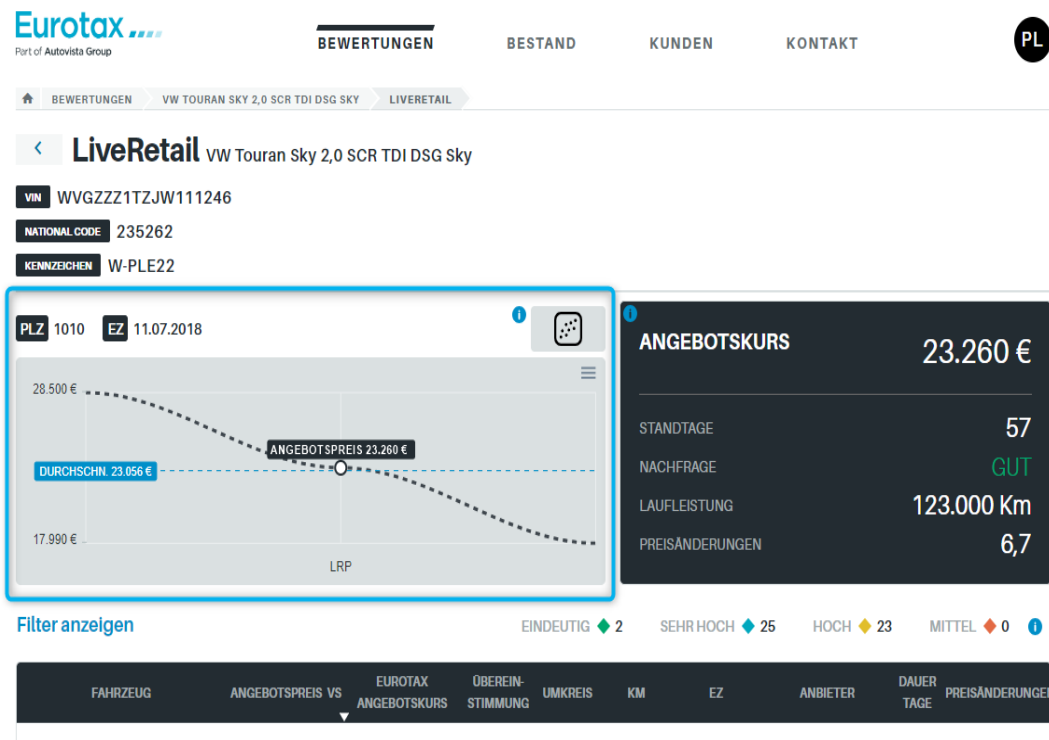 Eurotax
Part of Autovista Group
BEWERTUNGEN BESTAND KUNDEN KONTAKT PL
BEWERTUNGEN VW TOURAN SKY 2,0 SCR TDI DSG SKY LIVERETAIL
LiveRetail VW Touran Sky 2,0 SCR TDI DSG Sky
VIN WVGZZZ1TZJW111246
NATIONAL CODE 235262
KENNZEICHEN W-PLE22
PLZ 1010 EZ 11.07.2018
28.500 €
ANGEBOTSPREIS 23.260 €
DURCHSCHN. 23.056 €
17.990 €
LRP
ANGEBOTSKURS 23.260 €
STANDTAGE 57
NACHFRAGE GUT
LAUFLEISTUNG 123.000 Km
PREISÄNDERUNGEN 6,7
Filter anzeigen EINDEUTIG 2 SEHR HOCH 25 HOCH 23 MITTEL 0
FAHRZEUG ANGEBOTSPREIS VS EUROTAX ANGEBOTSKURS ÜBEREIN-STIMMUNG UMKREIS KM EZ ANBIETER DAUER TAGE PREISÄNDERUNGEN